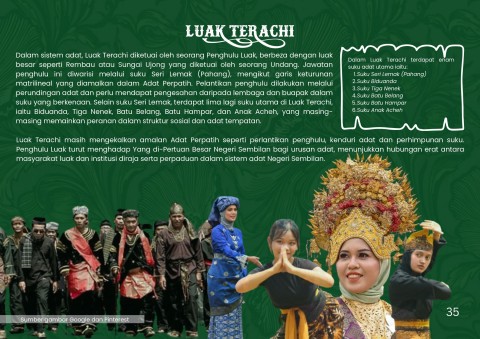 LUAK TERACHI
Dalam sistem adat, Luak Terachi diketuai oleh seorang Penghulu Luak, berbeza dengan luak
besar seperti Rembau atau Sungai Ujong yang diketuai oleh seorang Undang. Jawatan
penghulu ini diwarisi melalui suku Seri Lemak (Pahang), mengikut garis keturunan
matrilineal yang diamalkan dalam Adat Perpatih. Pelantikan penghulu dilakukan melalui
perundingan adat dan perlu mendapat pengesahan daripada lembaga dan buapak dalam
suku yang berkenaan. Selain suku Seri Lemak, terdapat lima lagi suku utama di Luak Terachi,
iaitu Biduanda, Tiga Nenek, Batu Belang, Batu Hampar, dan Anak Acheh, yang masing-
masing memainkan peranan dalam struktur sosial dan adat tempatan.
Dalam Luak Terachi terdapat enam
suku adat utama iaitu:
1. Suku Seri Lemak (Pahang)
2. Suku Biduanda
3. Suku Tiga Nenek
4. Suku Batu Belang
5. Suku Batu Hampar
6. Suku Anak Acheh
Luak Terachi masih mengekalkan amalan Adat Perpatih seperti perlantikan penghulu, kenduri adat dan perhimpunan suku.
Penghulu Luak turut menghadap Yang di-Pertuan Besar Negeri Sembilan bagi urusan adat, menunjukkan hubungan erat antara
masyarakat luak dan institusi diraja serta perpaduan dalam sistem adat Negeri Sembilan.
Sumber gambar Google dan Pinterest
35